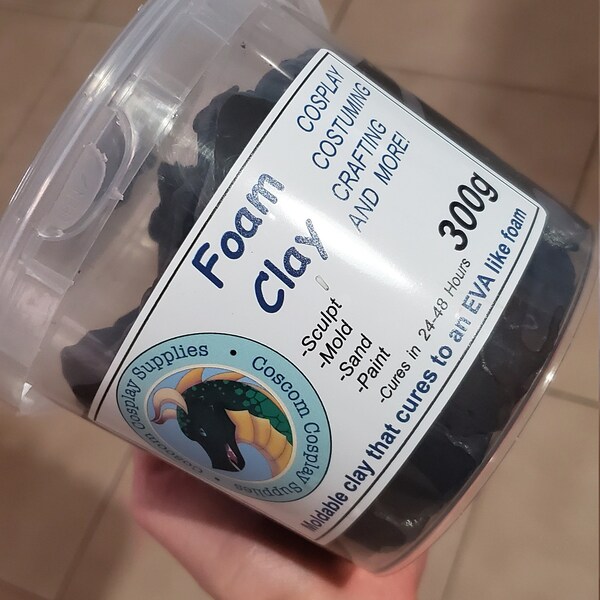 Foam
Clay
COSPLAY
COSTUMING
CRAFTING
AND MORE!
300g
-Sculpt
-Mold
-Sand
-Paint
-Cures in 24-48 Hours
Moldable clay that cures to an EVA like foam
Coscom Cosplay Supplies • Coscom Cosplay Supplies •